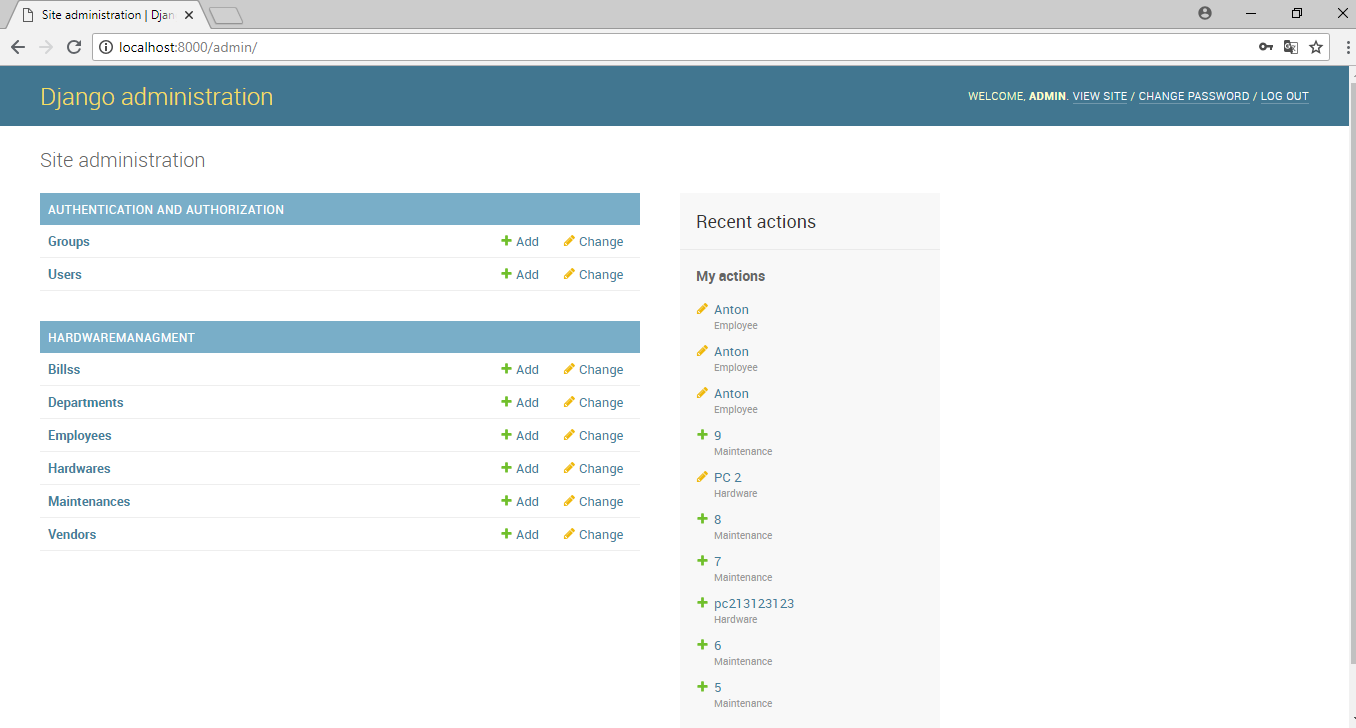 Site administration | Djan
localhost:8000/admin/
Django administration
WELCOME, ADMIN. VIEW SITE / CHANGE PASSWORD / LOG OUT
Site administration
AUTHENTICATION AND AUTHORIZATION
Groups Add Change
Users Add Change
HARDWAREMANAGMENT
Billss Add Change
Departments Add Change
Employees Add Change
Hardwares Add Change
Maintenances Add Change
Vendors Add Change
Recent actions
My actions
Anton
Employee
Anton
Employee
Anton
Employee
9
Maintenance
PC 2
Hardware
8
Maintenance
7
Maintenance
pc213123123
Hardware
6
Maintenance
5
Maintenance